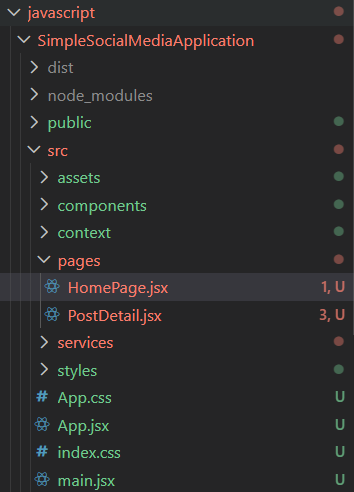 javascript
SimpleSocialMediaApplication
dist
node_modules
public
src
assets
components
context
pages
HomePage.jsx 1, U
PostDetail.jsx 3, U
services
styles
# App.css U
App.jsx U
# index.css U
main.jsx U